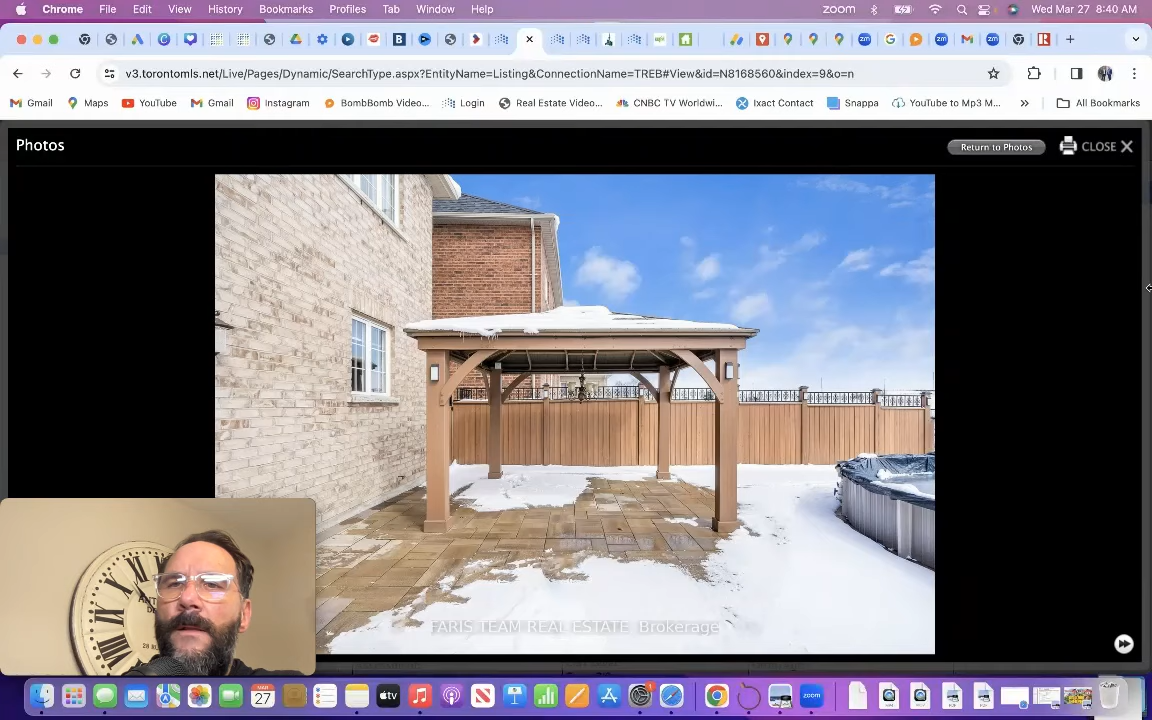 Chrome File Edit View History Bookmarks Profiles Tab Window Help zoom Wed Mar 27 8:40 AM
v3.torontomls.net/Live/Pages/Dynamic/SearchType.aspx?EntityName=Listing&ConnectionName=TREB#View&id=N8168560&index=9&o=n
Gmail Maps YouTube Gmail Instagram BombBomb Video... Login Real Estate Video... CNBC TV Worldwi... Ixact Contact Snappa YouTube to Mp3 M... » All Bookmarks
Photos Return to Photos CLOSE
FARIS TEAM REAL ESTATE Brokerage
MAR
27
tv
zoom